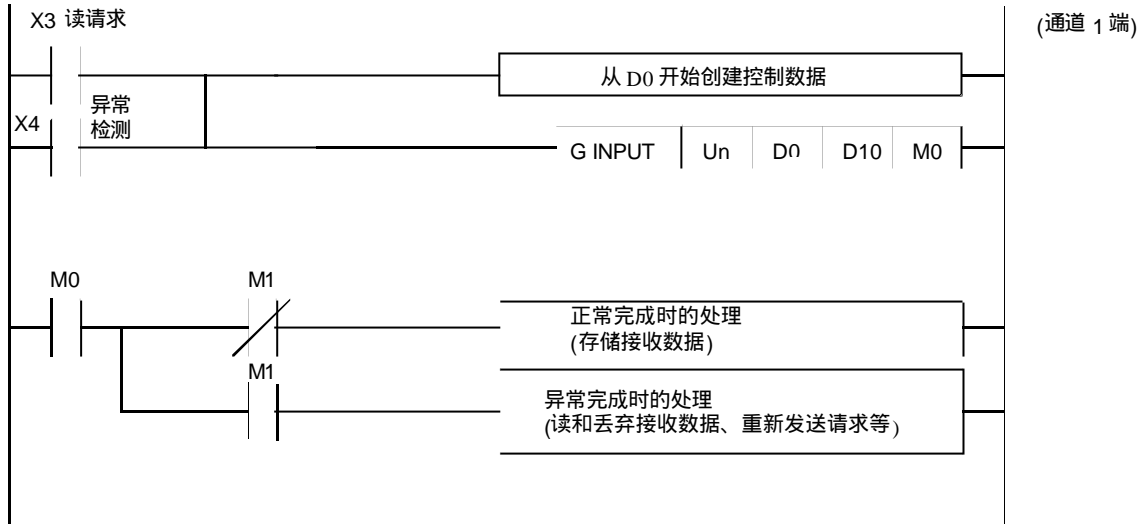 X3 读请求
(通道 1 端)
从 D0 开始创建控制数据
异常
检测
X4
G INPUT Un D0 D10 M0
M0
M1
正常完成时的处理
(存储接收数据)
M1
异常完成时的处理
(读和丢弃接收数据、重新发送请求等)